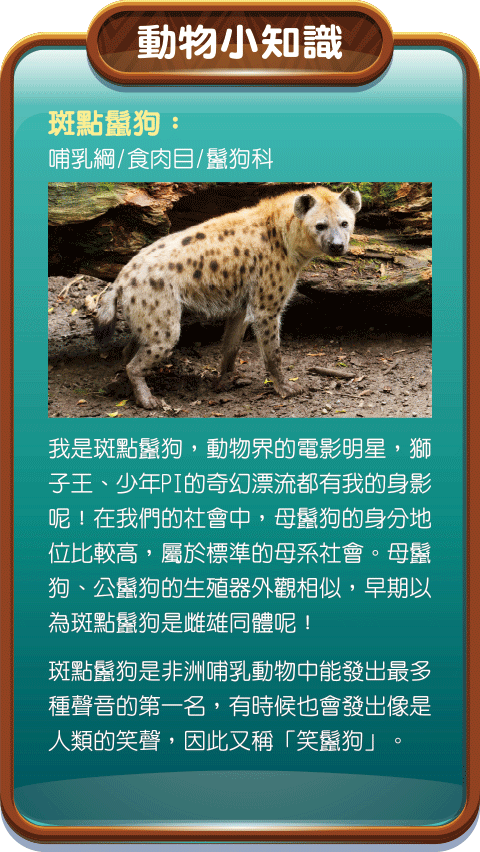 動物小知識
斑點鬣狗：
哺乳綱/食肉目/鬣狗科
我是斑點鬣狗，動物界的電影明星，獅
子王、少年PI的奇幻漂流都有我的身影
呢！在我們的社會中，母鬣狗的身分地
位比較高，屬於標準的母系社會。母鬣
狗、公鬣狗的生殖器外觀相似，早期以
為斑點鬣狗是雌雄同體呢！
斑點鬣狗是非洲哺乳動物中能發出最多
種聲音的第一名，有時候也會發出像是
人類的笑聲，因此又稱「笑鬣狗」。